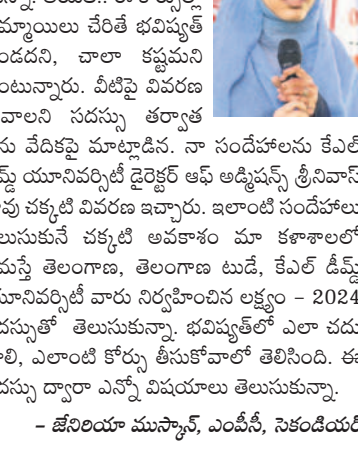 మ్మాయిలు చేరితే భవిష్యత్
ండదని, చాలా కష్టమని
ంటున్నారు. వీటిపై వివరణ
వాలని సదస్సు తర్వాత
ను వేదికపై మాట్లాడిన. నా సందేహాలను కేఎల్
మ్డ్ యూనివర్సిటీ డైరెక్టర్ ఆఫ్ అడ్మిషన్స్ శ్రీనివాస్
వు చక్కటి వివరణ ఇచ్చారు. ఇలాంటి సందేహాలు
లుసుకునే చక్కటి అవకాశం మా కళాశాలలో
మస్తే తెలంగాణ, తెలంగాణ టుడే, కేఎల్ డీమ్డ్
యూనివర్సిటీ వారు నిర్వహించిన లక్ష్యం – 2024
దస్సుతో తెలుసుకున్నా. భవిష్యత్‌లో ఎలా చదు
ాలి, ఎలాంటి కోర్సు తీసుకోవాలో తెలిసింది. ఈ
దస్సు ద్వారా ఎన్నో విషయాలు తెలుసుకున్నా.
– జేనిరియా ముస్కాన్, ఎంపీసీ, సెకండియర్